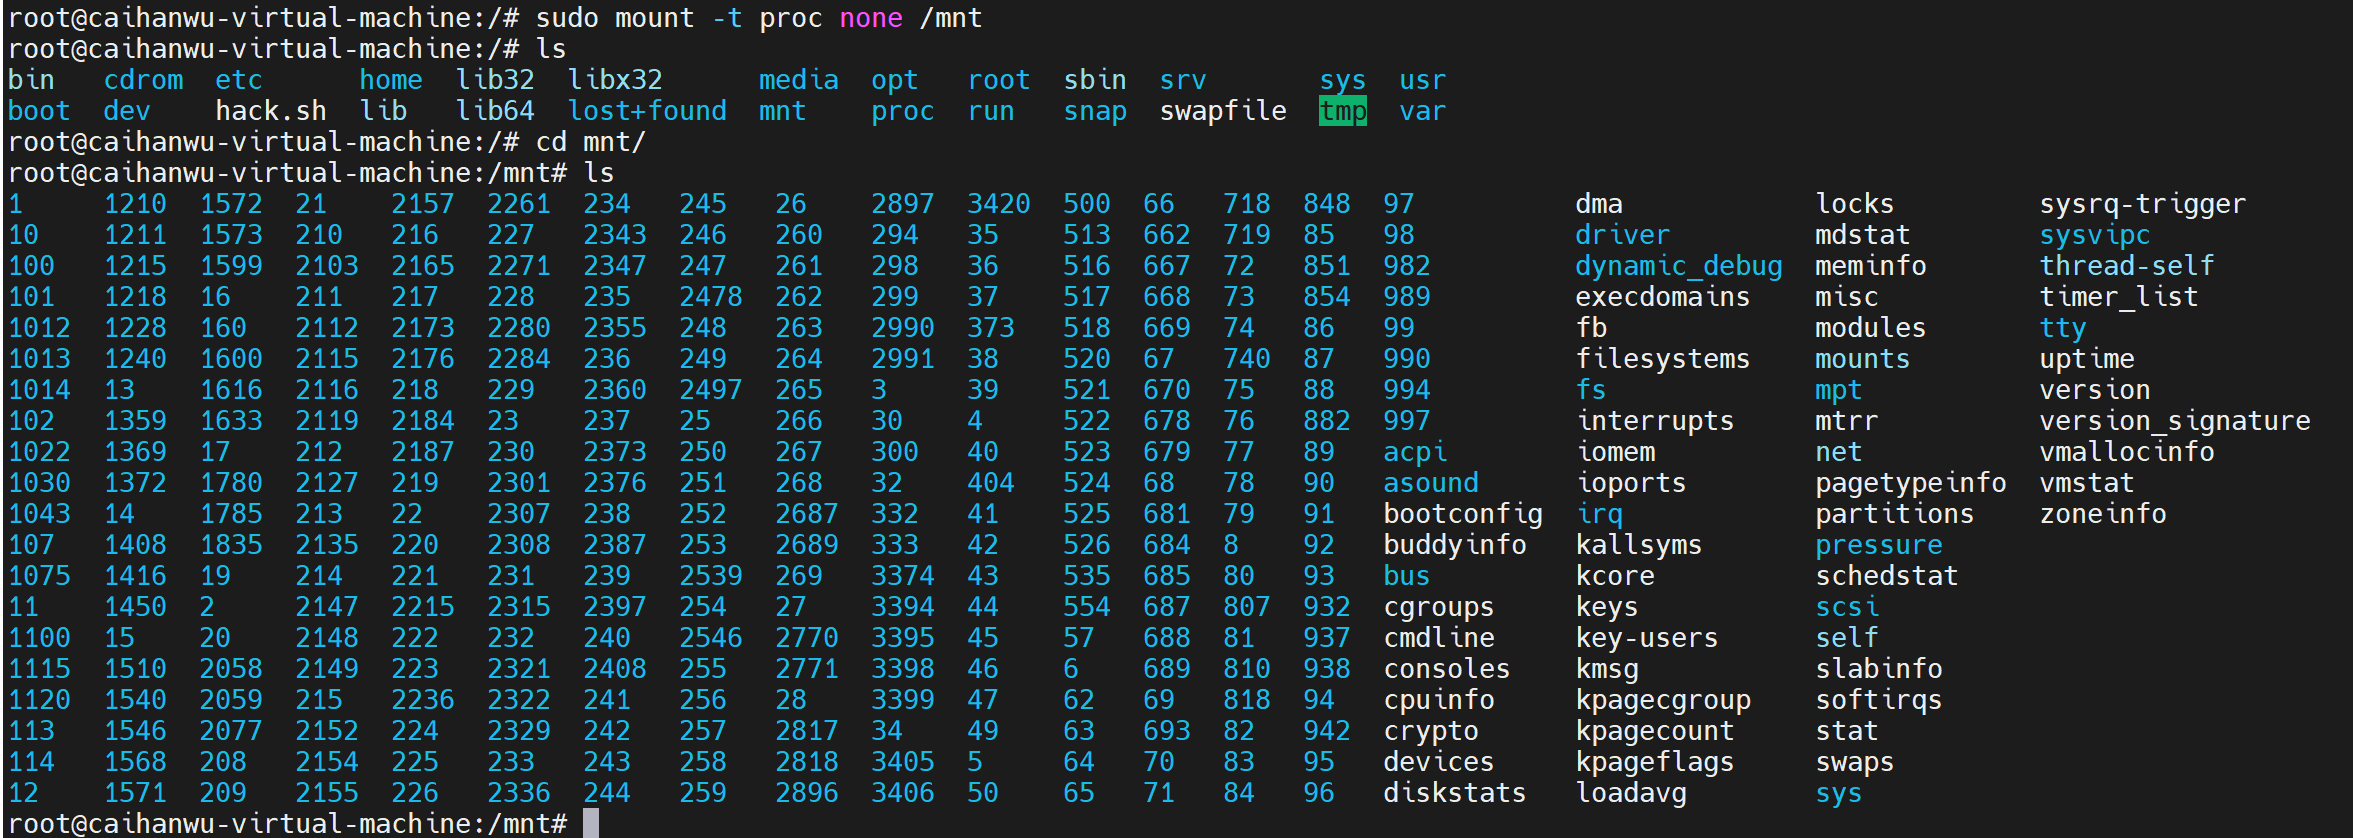 root@caihanwu-virtual-machine:/# sudo mount -t proc none /mnt
root@caihanwu-virtual-machine:/# ls
bin   cdrom  etc      home  lib32  libx32      media  opt   root  sbin  srv       sys  usr
boot  dev    hack.sh  lib   lib64  lost+found  mnt    proc  run   snap  swapfile  tmp  var
root@caihanwu-virtual-machine:/# cd mnt/
root@caihanwu-virtual-machine:/mnt# ls
1     1210  1572  21    2157  2261  234   245   26    2897  3420  500  66   718  848  97          dma            locks         sysrq-trigger
10    1211  1573  210   216   227   2343  246   260   294   35    513  662  719  85   98          driver         mdstat        sysvipc
100   1215  1599  2103  2165  2271  2347  247   261   298   36    516  667  72   851  982         dynamic_debug  meminfo       thread-self
101   1218  16    211   217   228   235   2478  262   299   37    517  668  73   854  989         execdomains    misc          timer_list
1012  1228  160   2112  2173  2280  2355  248   263   2990  373   518  669  74   86   99          fb             modules       tty
1013  1240  1600  2115  2176  2284  236   249   264   2991  38    520  67   740  87   990         filesystems    mounts        uptime
1014  13    1616  2116  218   229   2360  2497  265   3     39    521  670  75   88   994         fs             mpt           version
102   1359  1633  2119  2184  23    237   25    266   30    4     522  678  76   882  997         interrupts     mtrr          version_signature
1022  1369  17    212   2187  230   2373  250   267   300   40    523  679  77   89   acpi        iomem          net           vmallocinfo
1030  1372  1780  2127  219   2301  2376  251   268   32    404   524  68   78   90   asound      ioports        pagetypeinfo  vmstat
1043  14    1785  213   22    2307  238   252   2687  332   41    525  681  79   91   bootconfig  irq            partitions    zoneinfo
107   1408  1835  2135  220   2308  2387  253   2689  333   42    526  684  8    92   buddyinfo   kallsyms       pressure
1075  1416  19    214   221   231   239   2539  269   3374  43    535  685  80   93   bus         kcore          schedstat
11    1450  2     2147  2215  2315  2397  254   27    3394  44    554  687  807  932  cgroups     keys           scsi
1100  15    20    2148  222   232   240   2546  2770  3395  45    57   688  81   937  cmdline     key-users      self
1115  1510  2058  2149  223   2321  2408  255   2771  3398  46    6    689  810  938  consoles    kmsg           slabinfo
1120  1540  2059  215   2236  2322  241   256   28    3399  47    62   69   818  94   cpuinfo     kpagecgroup    softirqs
113   1546  2077  2152  224   2329  242   257   2817  34    49    63   693  82   942  crypto      kpagecount     stat
114   1568  208   2154  225   233   243   258   2818  3405  5     64   70   83   95   devices     kpageflags     swaps
12    1571  209   2155  226   2336  244   259   2896  3406  50    65   71   84   96   diskstats   loadavg        sys
root@caihanwu-virtual-machine:/mnt#